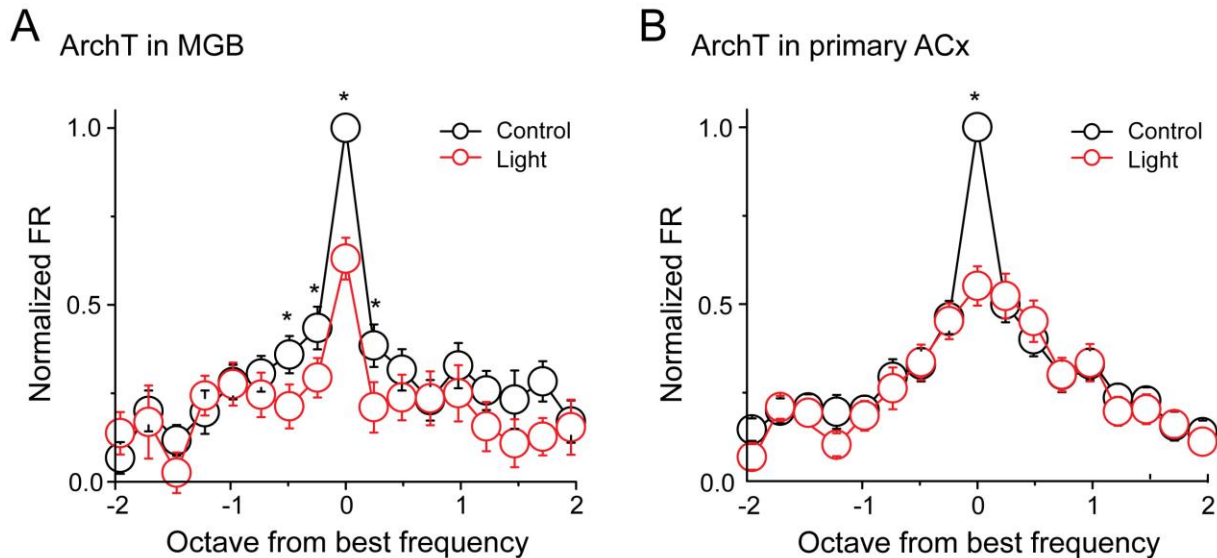 A
ArchT in MGB
*
Control
Light
1.0
0.5
0.0
Normalized FR
* * *
-2 -1 0 1 2
Octave from best frequency
B
ArchT in primary ACx
*
Control
Light
1.0
0.5
0.0
Normalized FR
-2 -1 0 1 2
Octave from best frequency